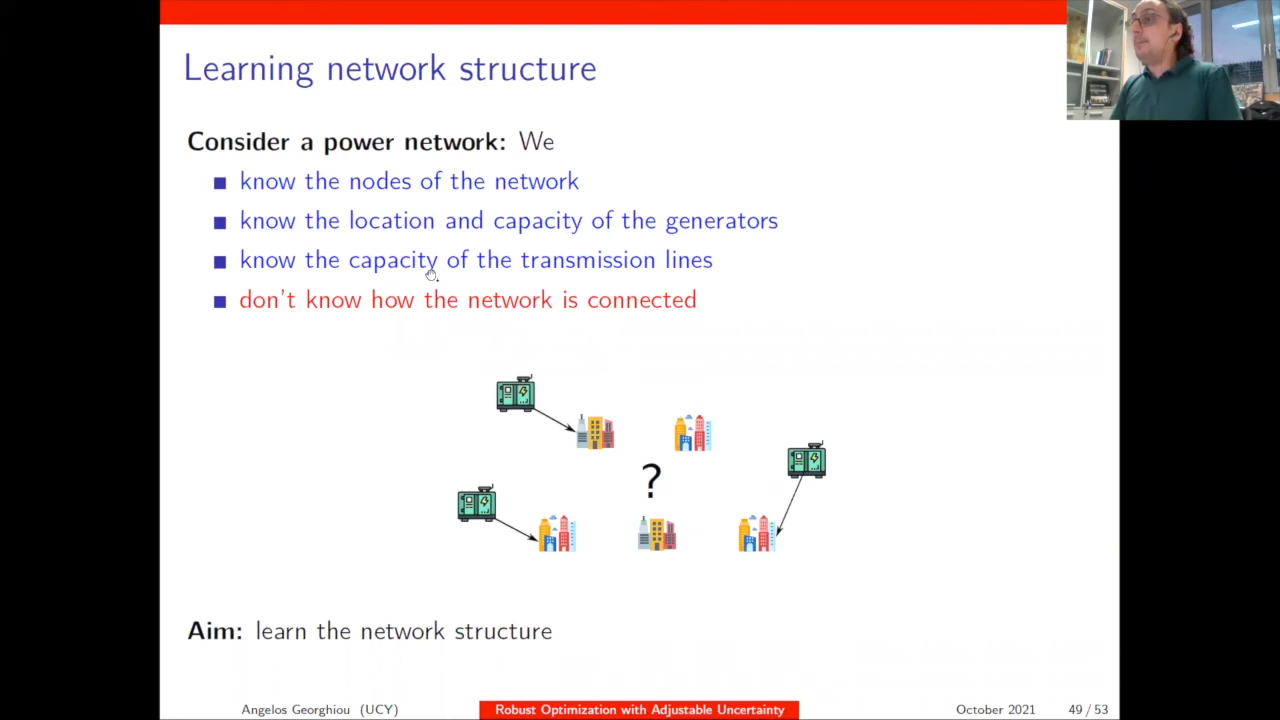 Learning network structure
Consider a power network: We
know the nodes of the network
know the location and capacity of the generators
know the capacity of the transmission lines
don't know how the network is connected
?
Aim: learn the network structure
Angelos Georghiou (UCY) Robust Optimization with Adjustable Uncertainty October 2021 49 / 53